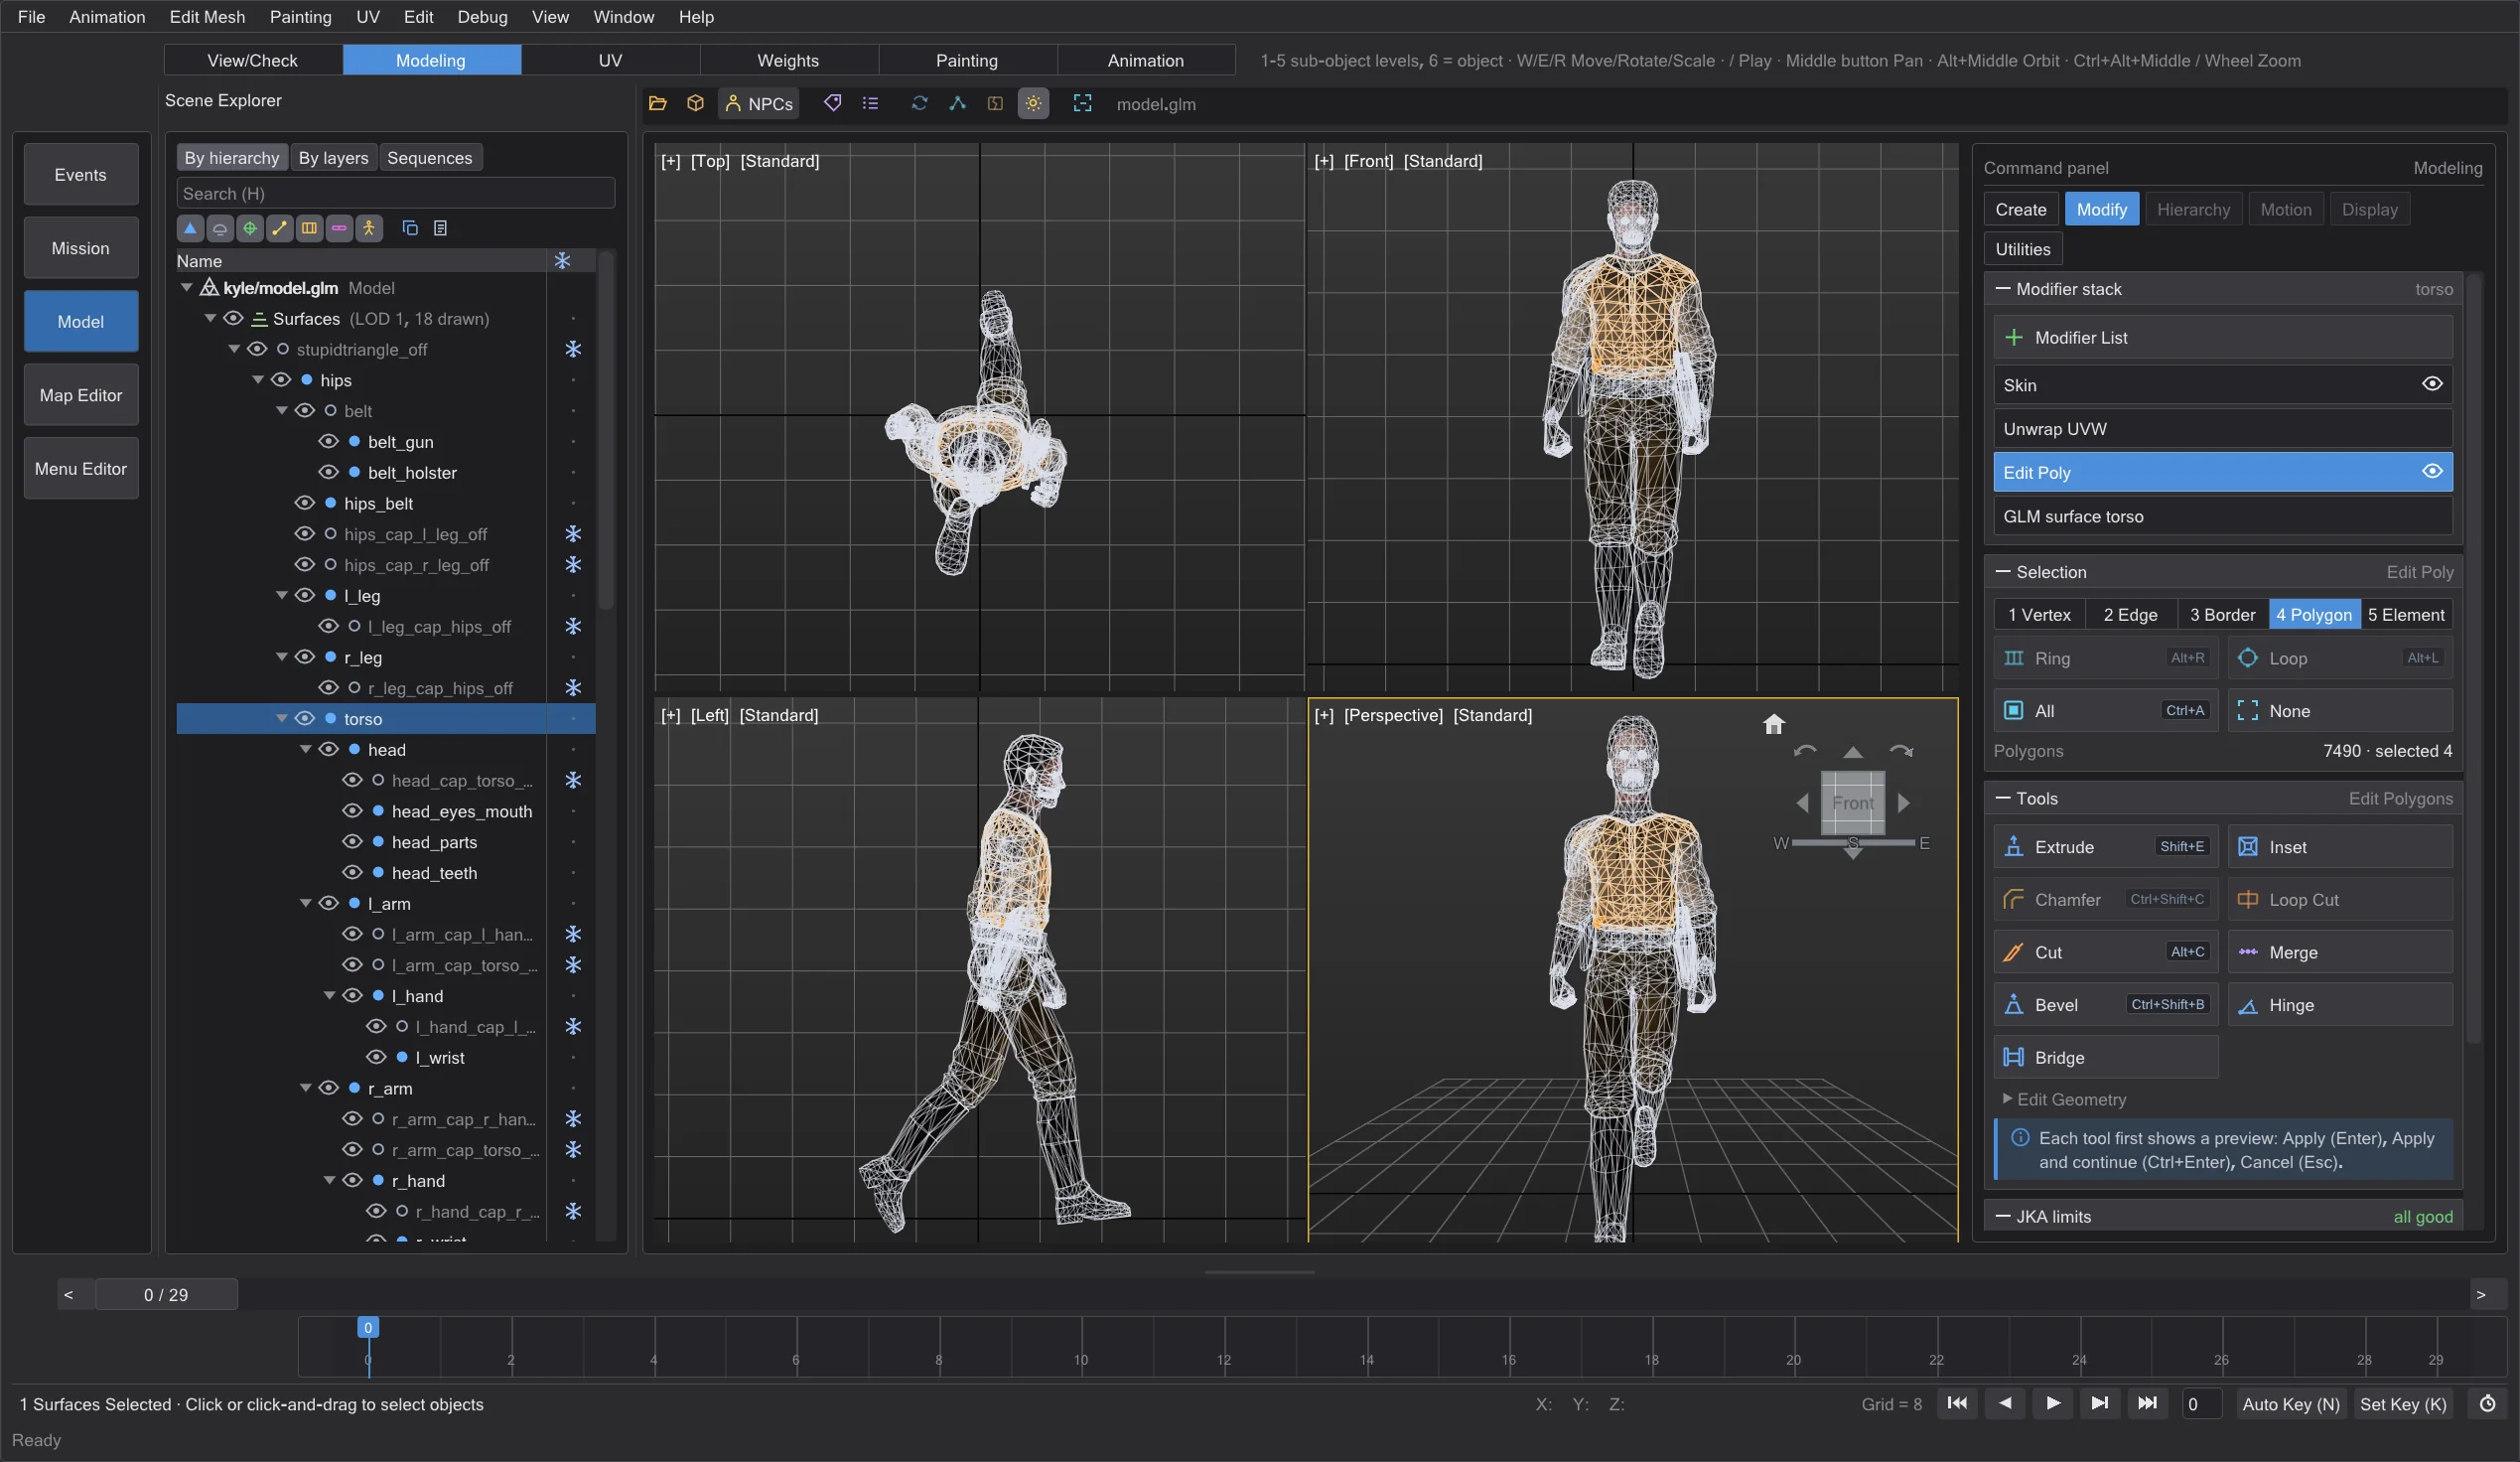 File Animation Edit Mesh Painting UV Edit Debug View Window Help
View/Check Modeling UV Weights Painting Animation 1-5 sub-object levels, 6 = object · W/E/R Move/Rotate/Scale · / Play · Middle button Pan · Alt+Middle Orbit · Ctrl+Alt+Middle / Wheel Zoom
Scene Explorer
NPCs model.glm
Events
Mission
Model
Map Editor
Menu Editor
By hierarchy By layers Sequences
Search (H)
Name
kyle/model.glm Model
Surfaces (LOD 1, 18 drawn)
stupidtriangle_off
hips
belt
belt_gun
belt_holster
hips_belt
hips_cap_l_leg_off
hips_cap_r_leg_off
l_leg
l_leg_cap_hips_off
r_leg
r_leg_cap_hips_off
torso
head
head_cap_torso_...
head_eyes_mouth
head_parts
head_teeth
l_arm
l_arm_cap_l_han...
l_arm_cap_torso_...
l_hand
l_hand_cap_l_...
l_wrist
r_arm
r_arm_cap_r_han...
r_arm_cap_torso_...
r_hand
r_hand_cap_r_...
r_wrist
[+] [Top] [Standard]
[+] [Front] [Standard]
[+] [Left] [Standard]
[+] [Perspective] [Standard]
Front
W S E
Command panel Modeling
Create Modify Hierarchy Motion Display
Utilities
Modifier stack torso
Modifier List
Skin
Unwrap UVW
Edit Poly
GLM surface torso
Selection Edit Poly
1 Vertex 2 Edge 3 Border 4 Polygon 5 Element
Ring Alt+R Loop Alt+L
All Ctrl+A None
Polygons 7490 · selected 4
Tools Edit Polygons
Extrude Shift+E Inset
Chamfer Ctrl+Shift+C Loop Cut
Cut Alt+C Merge
Bevel Ctrl+Shift+B Hinge
Bridge
Edit Geometry
Each tool first shows a preview: Apply (Enter), Apply
and continue (Ctrl+Enter), Cancel (Esc).
JKA limits all good
< 0 / 29 >
0
0 2 4 6 8 10 12 14 16 18 20 22 24 26 28 29
1 Surfaces Selected · Click or click-and-drag to select objects X: Y: Z: Grid = 8 0 Auto Key (N) Set Key (K)
Ready